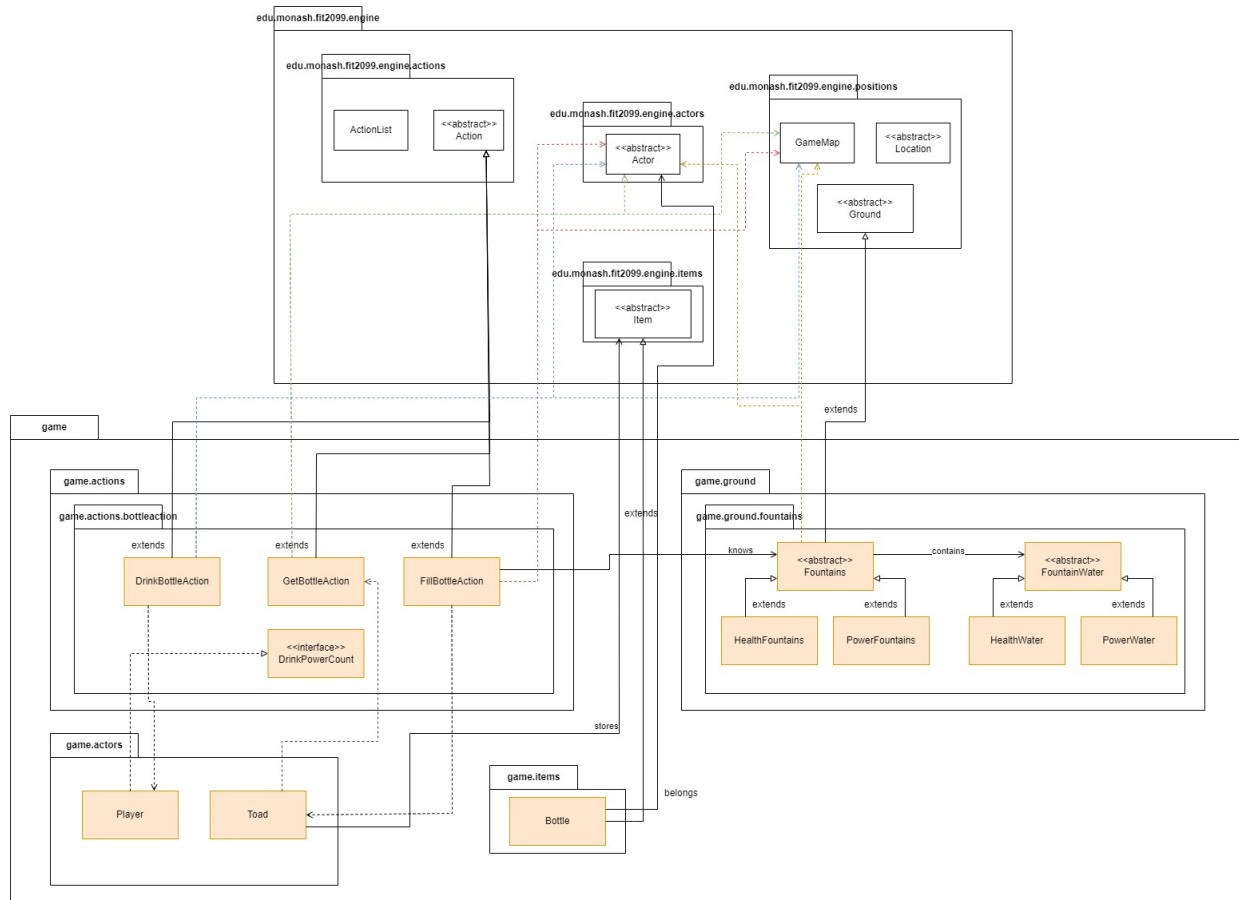 edu.monash.fit2099.engine
edu.monash.fit2099.engine.actions
ActionList
<<abstract>>
Action
edu.monash.fit2099.engine.actors
<<abstract>>
Actor
edu.monash.fit2099.engine.positions
GameMap
<<abstract>>
Location
<<abstract>>
Ground
edu.monash.fit2099.engine.items
<<abstract>>
Item
game
extends
game.actions
game.actions.bottleaction
extends
extends
extends
DrinkBottleAction
GetBottleAction
FillBottleAction
<<interface>>
DrinkPowerCount
extends
knows
game.ground
game.ground.fountains
<<abstract>>
Fountains
contains
<<abstract>>
FountainWater
extends
extends
extends
extends
HealthFountains
PowerFountains
HealthWater
PowerWater
stores
game.actors
Player
Toad
game.items
Bottle
belongs